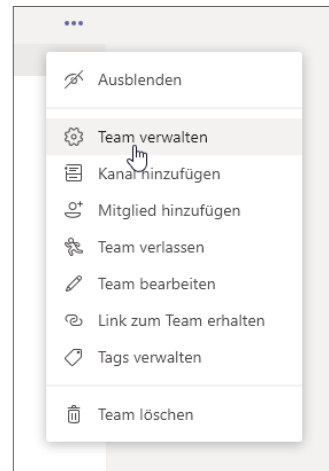 Ausblenden
Team verwalten
Kanal hinzufügen
Mitglied hinzufügen
Team verlassen
Team bearbeiten
Link zum Team erhalten
Tags verwalten
Team löschen